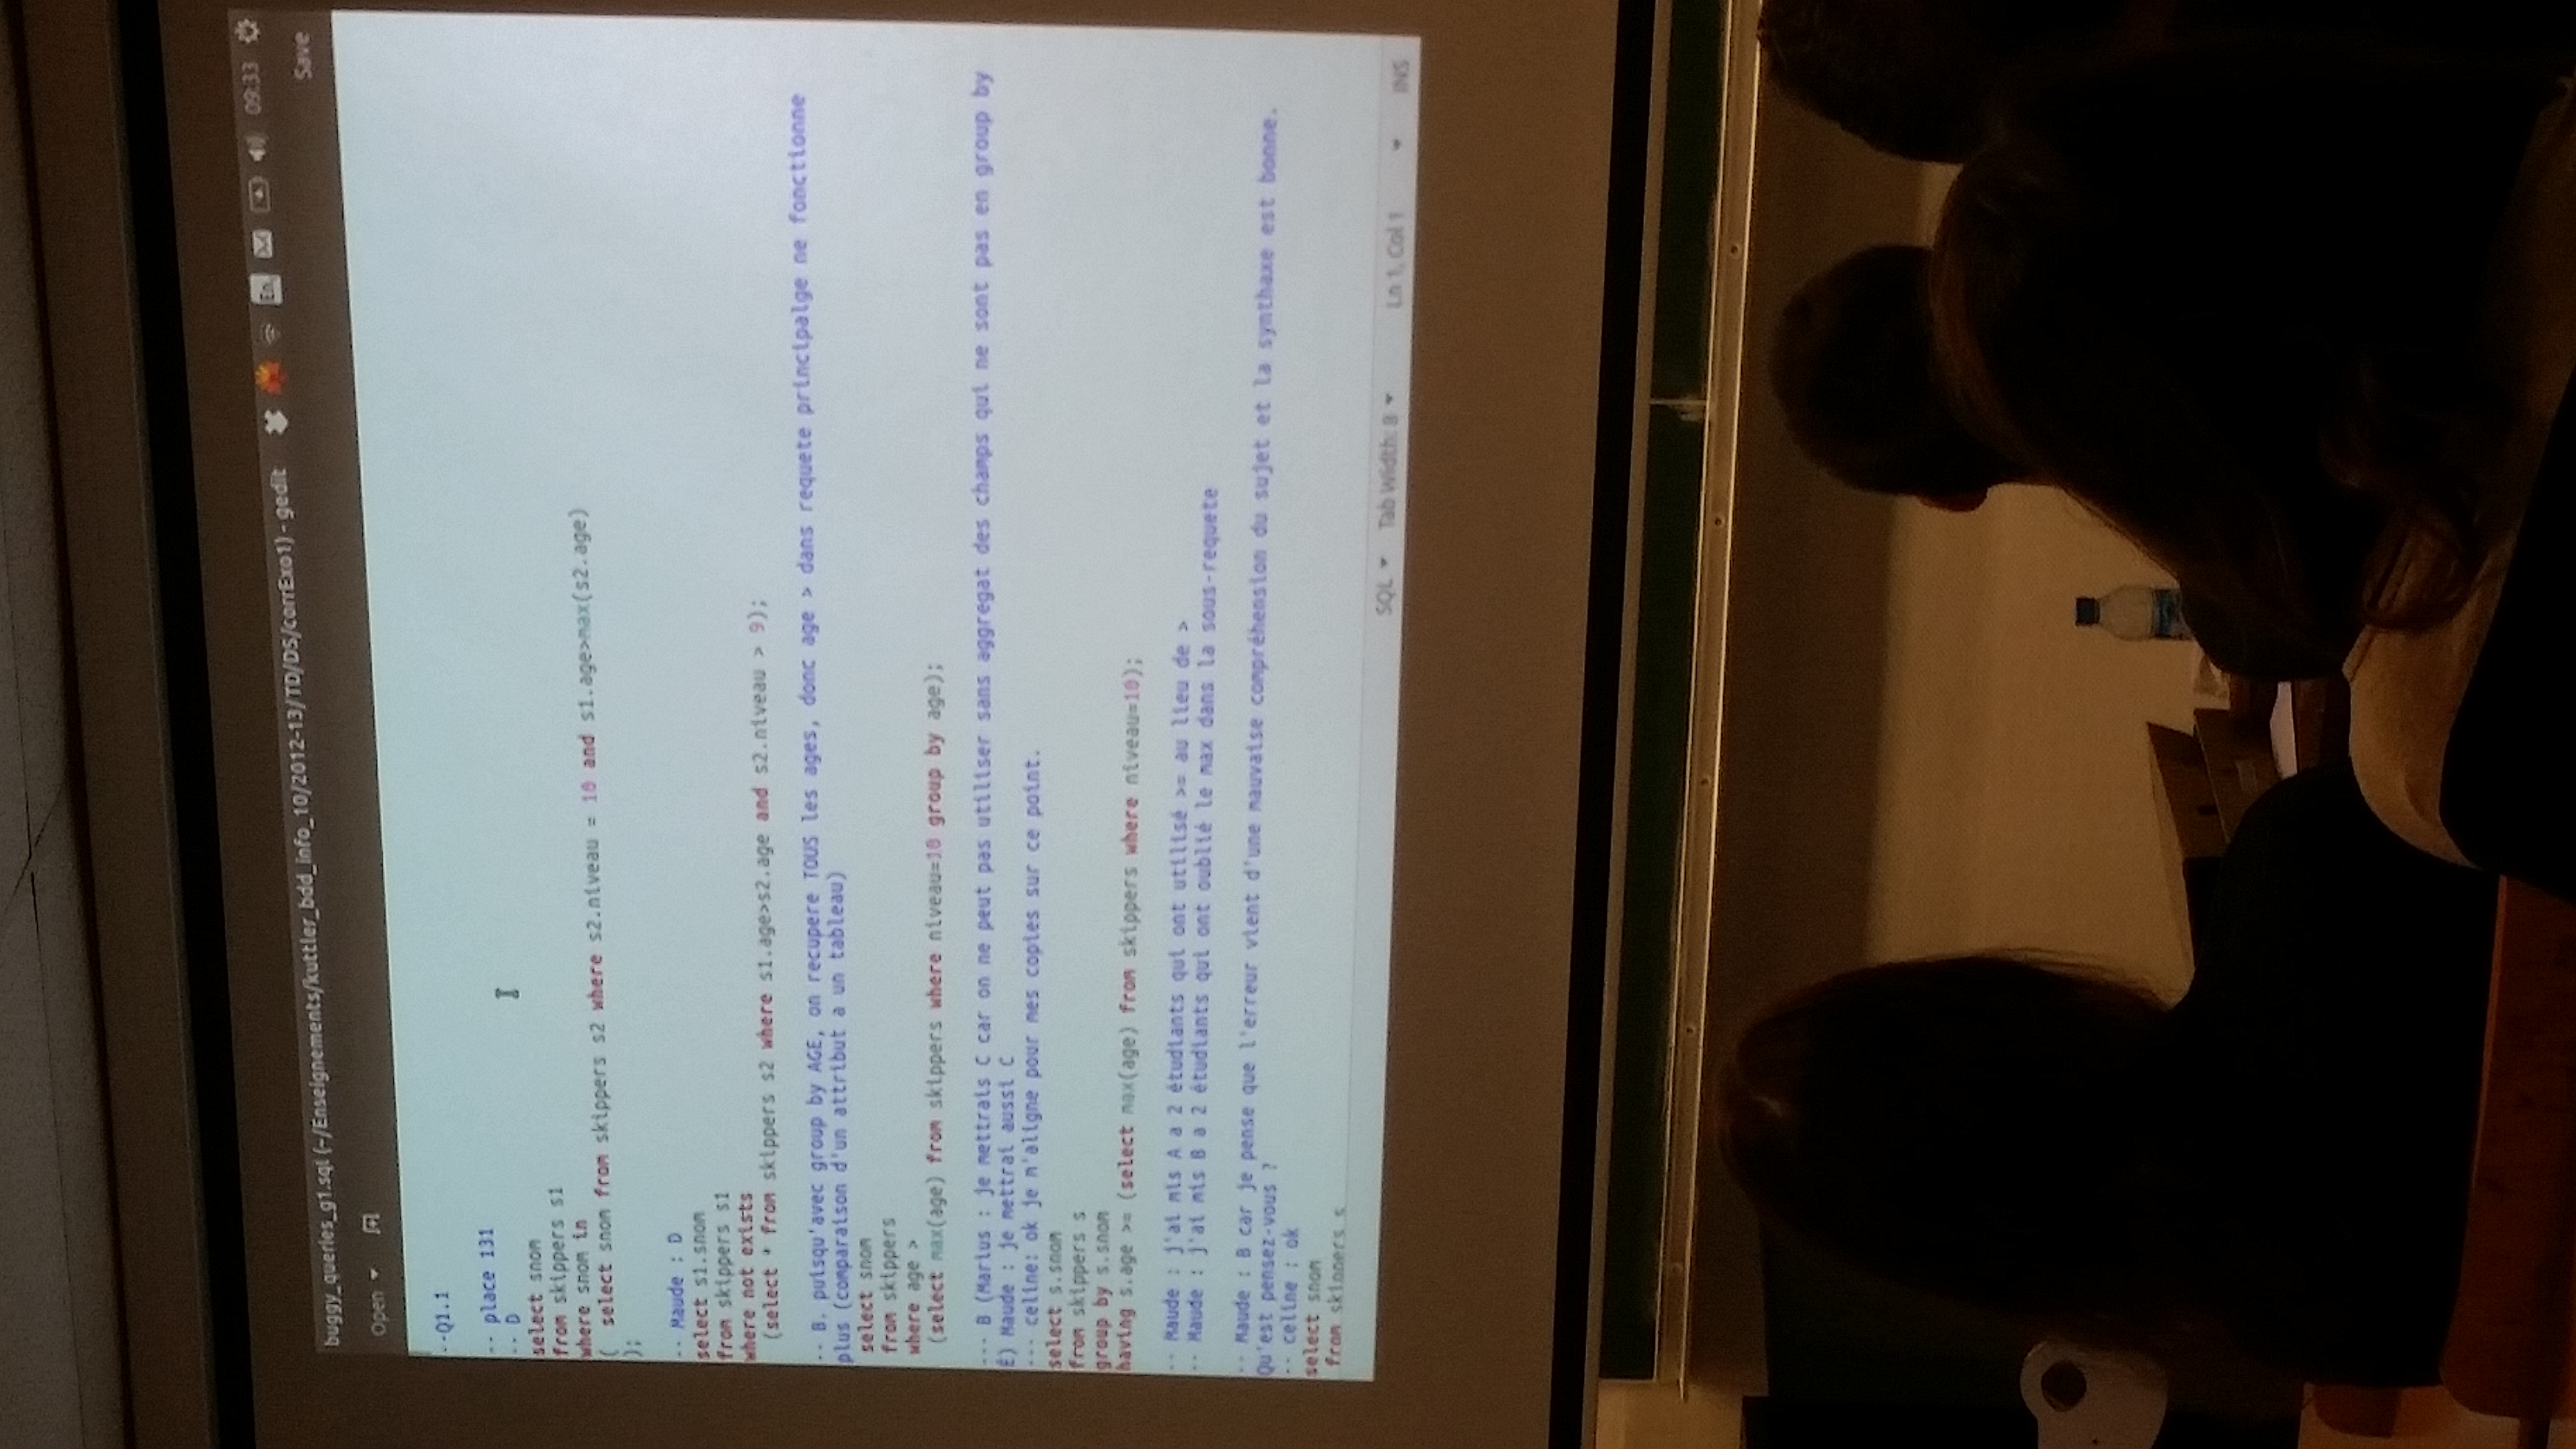 buggy_queries_g1.sql (~/Enseignements/kuttler_bdd_info_10/2012-13/TD/DS/corrExo1) - gedit
En
09:33
Open
Save
--Q1.1
-- place 131
-- D
select snom
from skippers s1
where snom in
(  select snom from skippers s2 where s2.niveau = 10 and s1.age>max(s2.age)
);
-- Maude : D
select s1.snom
from skippers s1
where not exists
(select * from skippers s2 where s1.age>s2.age and s2.niveau > 9);
-- B. puisqu'avec group by AGE, on recupere TOUS les ages, donc age > dans requete principalge ne fonctionne
plus (comparaison d'un attribut a un tableau)
select snom
from skippers
where age >
(select max(age) from skippers where niveau=10 group by age);
--- B (Marius : je mettrais C car on ne peut pas utiliser sans aggregat des champs qui ne sont pas en group by
É) Maude : je mettrai aussi C
--- celine: ok je m'aligne pour mes copies sur ce point.
select s.snom
from skippers s
group by s.snom
having s.age >= (select max(age) from skippers where niveau=10);
-- Maude : j'ai mis A a 2 étudiants qui ont utilisé >= au lieu de >
-- Maude : j'ai mis B a 2 étudiants qui ont oublié le max dans la sous-requete
-- Maude : B car je pense que l'erreur vient d'une mauvaise compréhension du sujet et la synthaxe est bonne.
Qu'est pensez-vous ?
-- celine : ok
select snom
from skippers s
SQL
Tab Width: 8
Ln 1, Col 1
INS